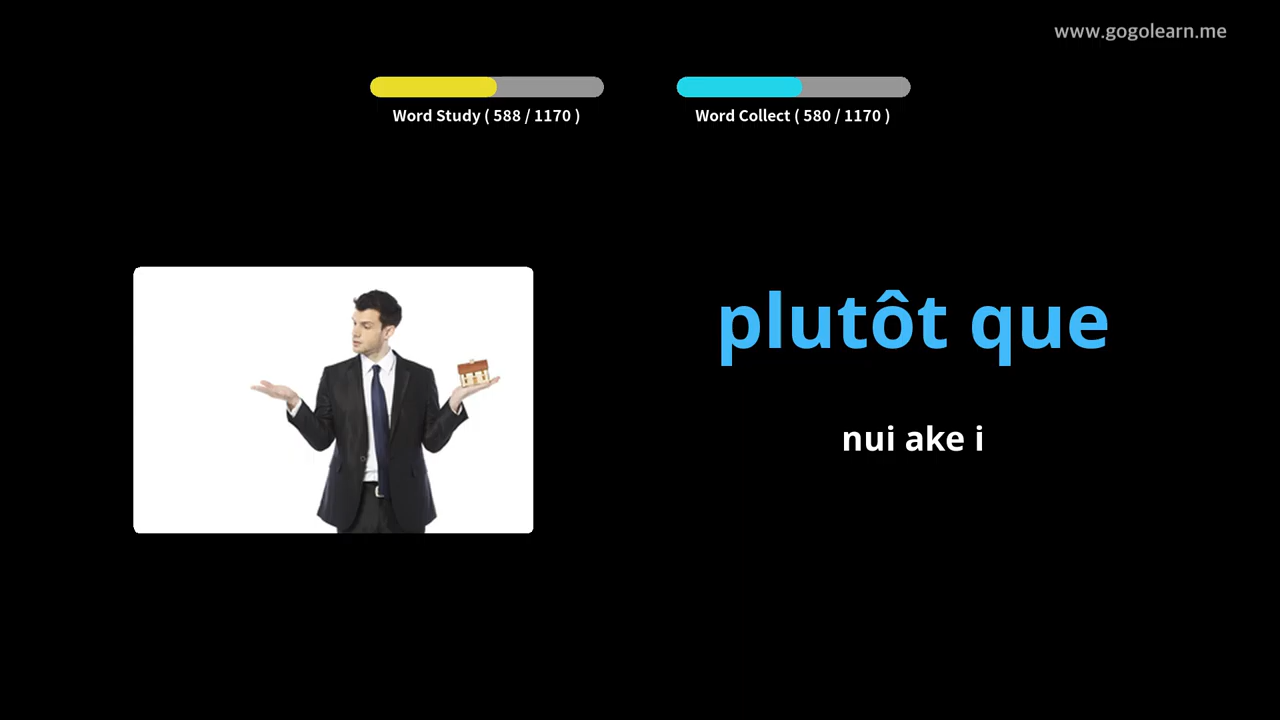 www.gogolearn.me
Word Study ( 588 / 1170 )
Word Collect ( 580 / 1170 )
plutôt que
nui ake i